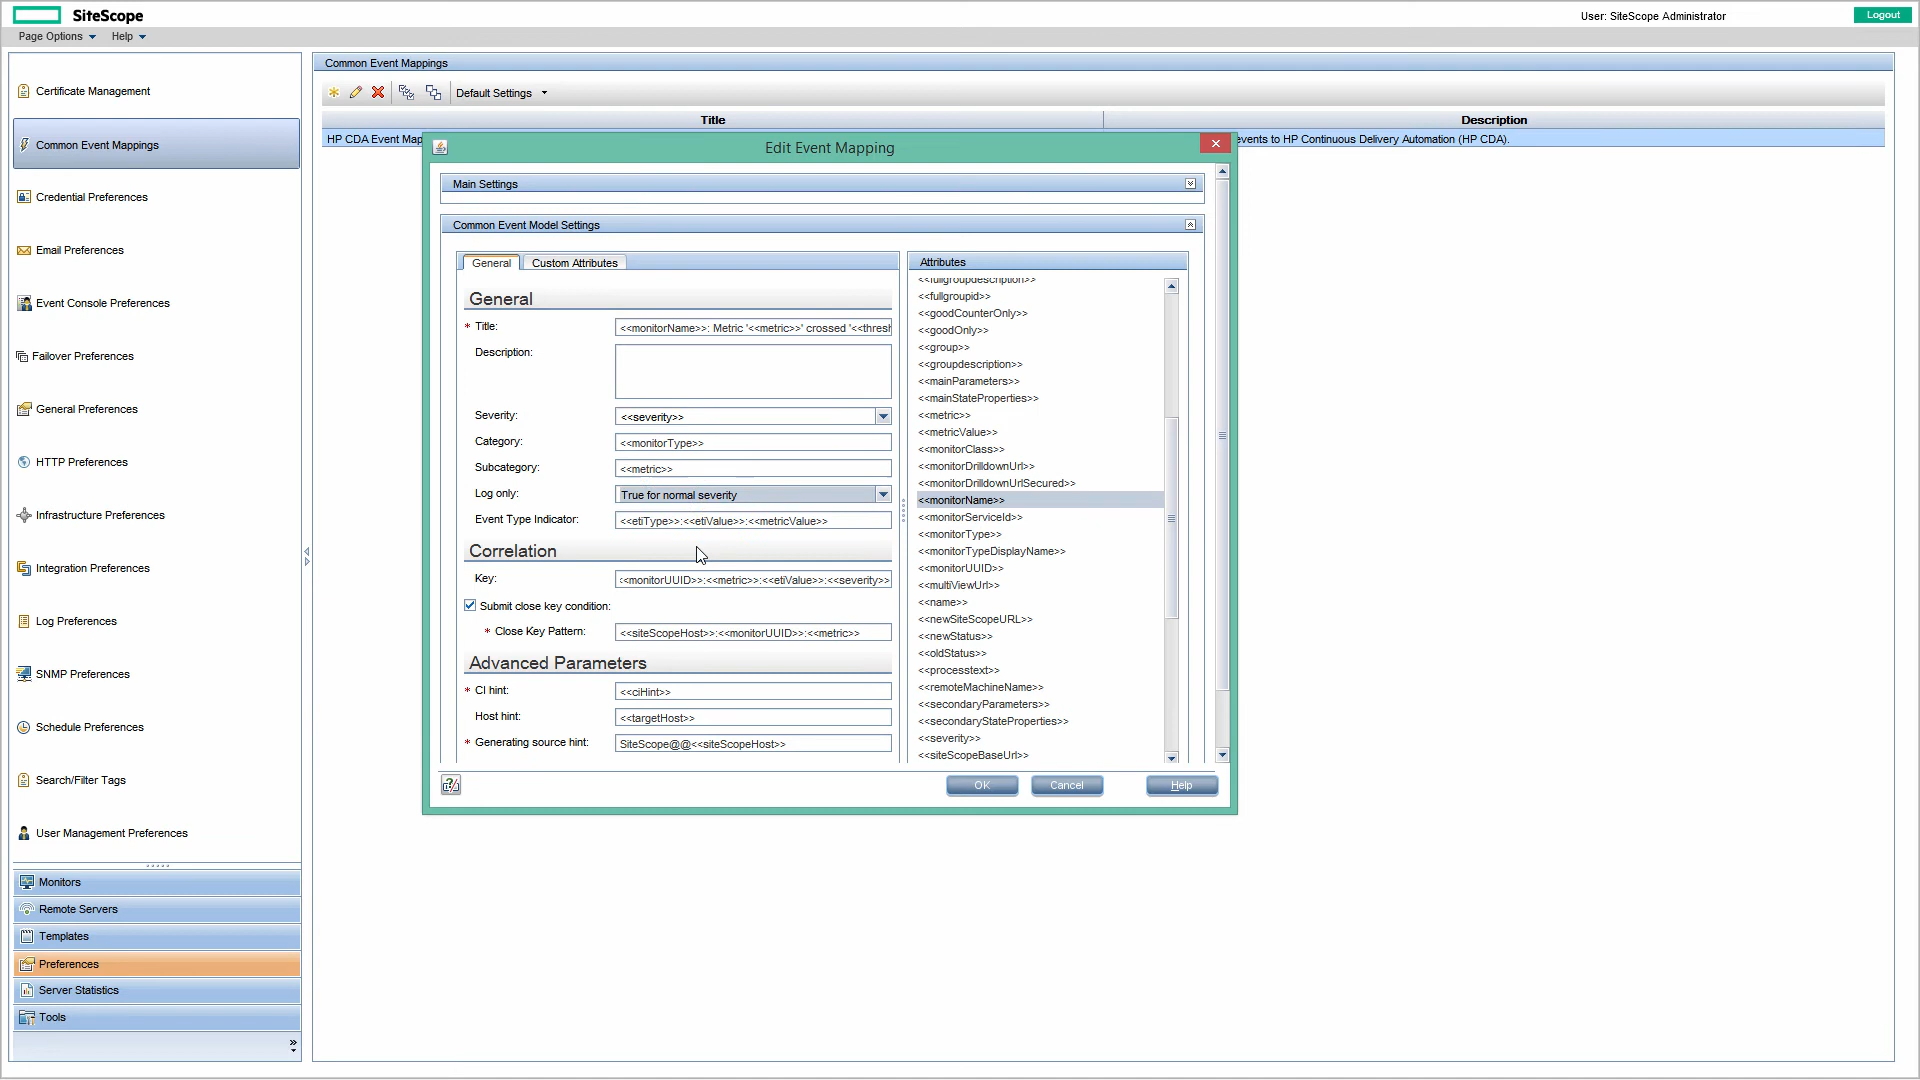 SiteScope
User: SiteScope Administrator
Logout
Page Options
Help
Certificate Management
Common Event Mappings
Credential Preferences
Email Preferences
Event Console Preferences
Failover Preferences
General Preferences
HTTP Preferences
Infrastructure Preferences
Integration Preferences
Log Preferences
SNMP Preferences
Schedule Preferences
Search/Filter Tags
User Management Preferences
Monitors
Remote Servers
Templates
Preferences
Server Statistics
Tools
Common Event Mappings
Default Settings
Title
Description
HP CDA Event Map
events to HP Continuous Delivery Automation (HP CDA).
Edit Event Mapping
Main Settings
Common Event Model Settings
General
Custom Attributes
General
* Title:
<<monitorName>>: Metric '<<metric>>' crossed '<<thresh
Description:
Severity:
<<severity>>
Category:
<<monitorType>>
Subcategory:
<<metric>>
Log only:
True for normal severity
Event Type Indicator:
<<etiType>>:<<etiValue>>:<<metricValue>>
Correlation
Key:
:<<monitorUUID>>:<<metric>>:<<etiValue>>:<<severity>>
Submit close key condition:
* Close Key Pattern:
<<siteScopeHost>>:<<monitorUUID>>:<<metric>>
Advanced Parameters
* CI hint:
<<ciHint>>
Host hint:
<<targetHost>>
* Generating source hint:
SiteScope@@<<siteScopeHost>>
Attributes
<<fullgroupdescription>>
<<fullgroupid>>
<<goodCounterOnly>>
<<goodOnly>>
<<group>>
<<groupdescription>>
<<mainParameters>>
<<mainStateProperties>>
<<metric>>
<<metricValue>>
<<monitorClass>>
<<monitorDrilldownUrl>>
<<monitorDrilldownUrlSecured>>
<<monitorName>>
<<monitorServiceId>>
<<monitorType>>
<<monitorTypeDisplayName>>
<<monitorUUID>>
<<multiViewUrl>>
<<name>>
<<newSiteScopeURL>>
<<newStatus>>
<<oldStatus>>
<<processtext>>
<<remoteMachineName>>
<<secondaryParameters>>
<<secondaryStateProperties>>
<<severity>>
<<siteScopeBaseUrl>>
OK
Cancel
Help